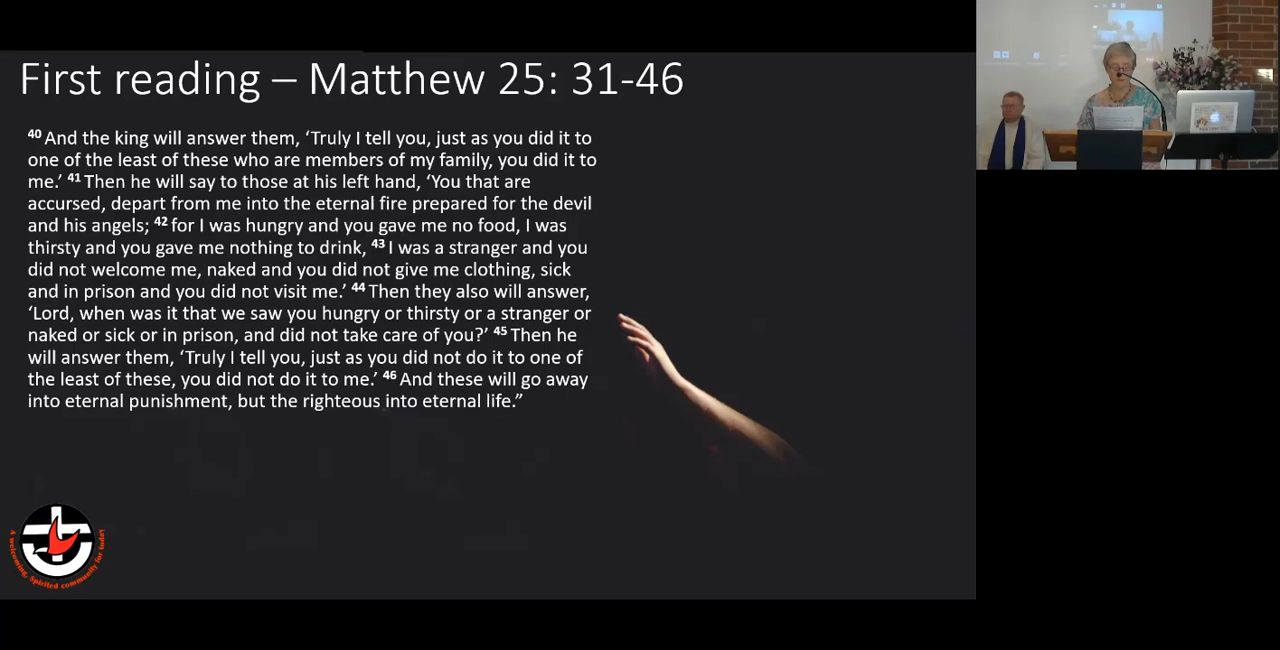 First reading – Matthew 25: 31-46
40 And the king will answer them, ‘Truly I tell you, just as you did it to
one of the least of these who are members of my family, you did it to
me.’ 41 Then he will say to those at his left hand, ‘You that are
accursed, depart from me into the eternal fire prepared for the devil
and his angels; 42 for I was hungry and you gave me no food, I was
thirsty and you gave me nothing to drink, 43 I was a stranger and you
did not welcome me, naked and you did not give me clothing, sick
and in prison and you did not visit me.’ 44 Then they also will answer,
‘Lord, when was it that we saw you hungry or thirsty or a stranger or
naked or sick or in prison, and did not take care of you?’ 45 Then he
will answer them, ‘Truly I tell you, just as you did not do it to one of
the least of these, you did not do it to me.’ 46 And these will go away
into eternal punishment, but the righteous into eternal life.”
A welcoming, Spirited community for today